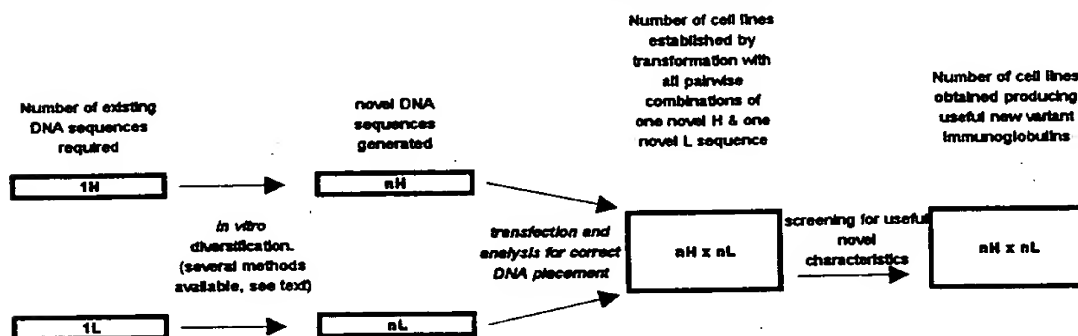 Number of existing
DNA sequences
required
1H
1L
in vitro
diversification.
(several methods
available, see text)
novel DNA
sequences
generated
nH
nL
transfection and
analysis for correct
DNA placement
Number of cell lines
established by
transformation with
all pairwise
combinations of
one novel H & one
novel L sequence
nH x nL
screening for useful
novel
characteristics
Number of cell lines
obtained producing
useful new variant
immunoglobulins
nH x nL